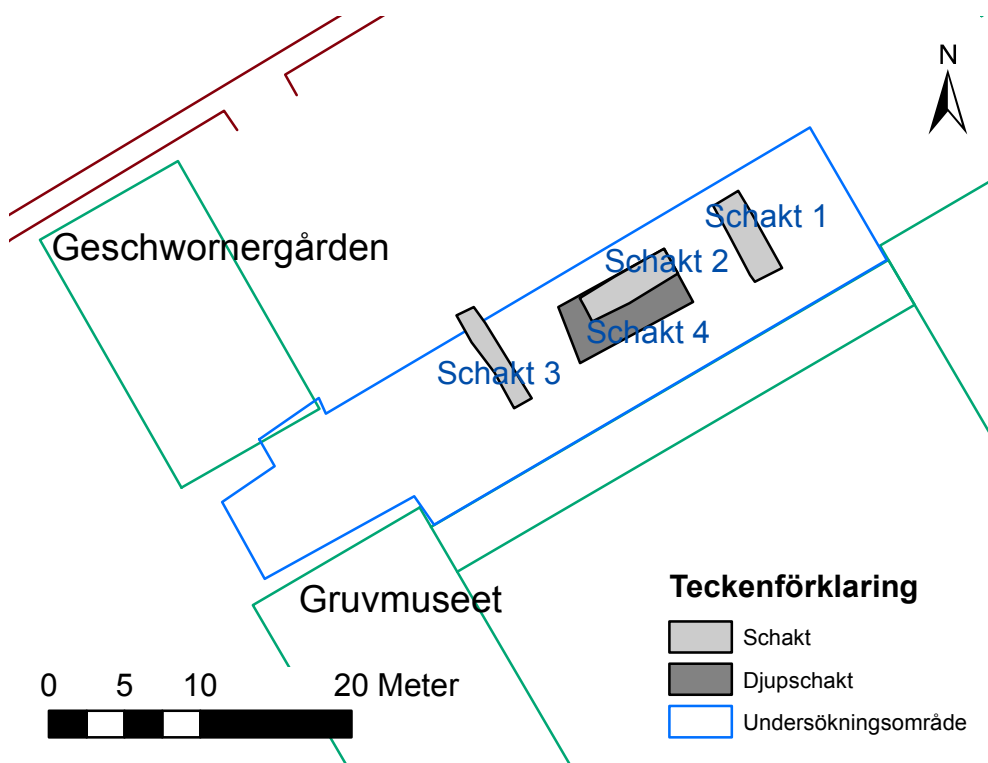 N
Schakt 1
Geschwornergården
Schakt 2
Schakt 4
Schakt 3
Gruvmuseet
Teckenförklaring
Schakt
Djupschakt
Undersökningsområde
0 5 10 20 Meter